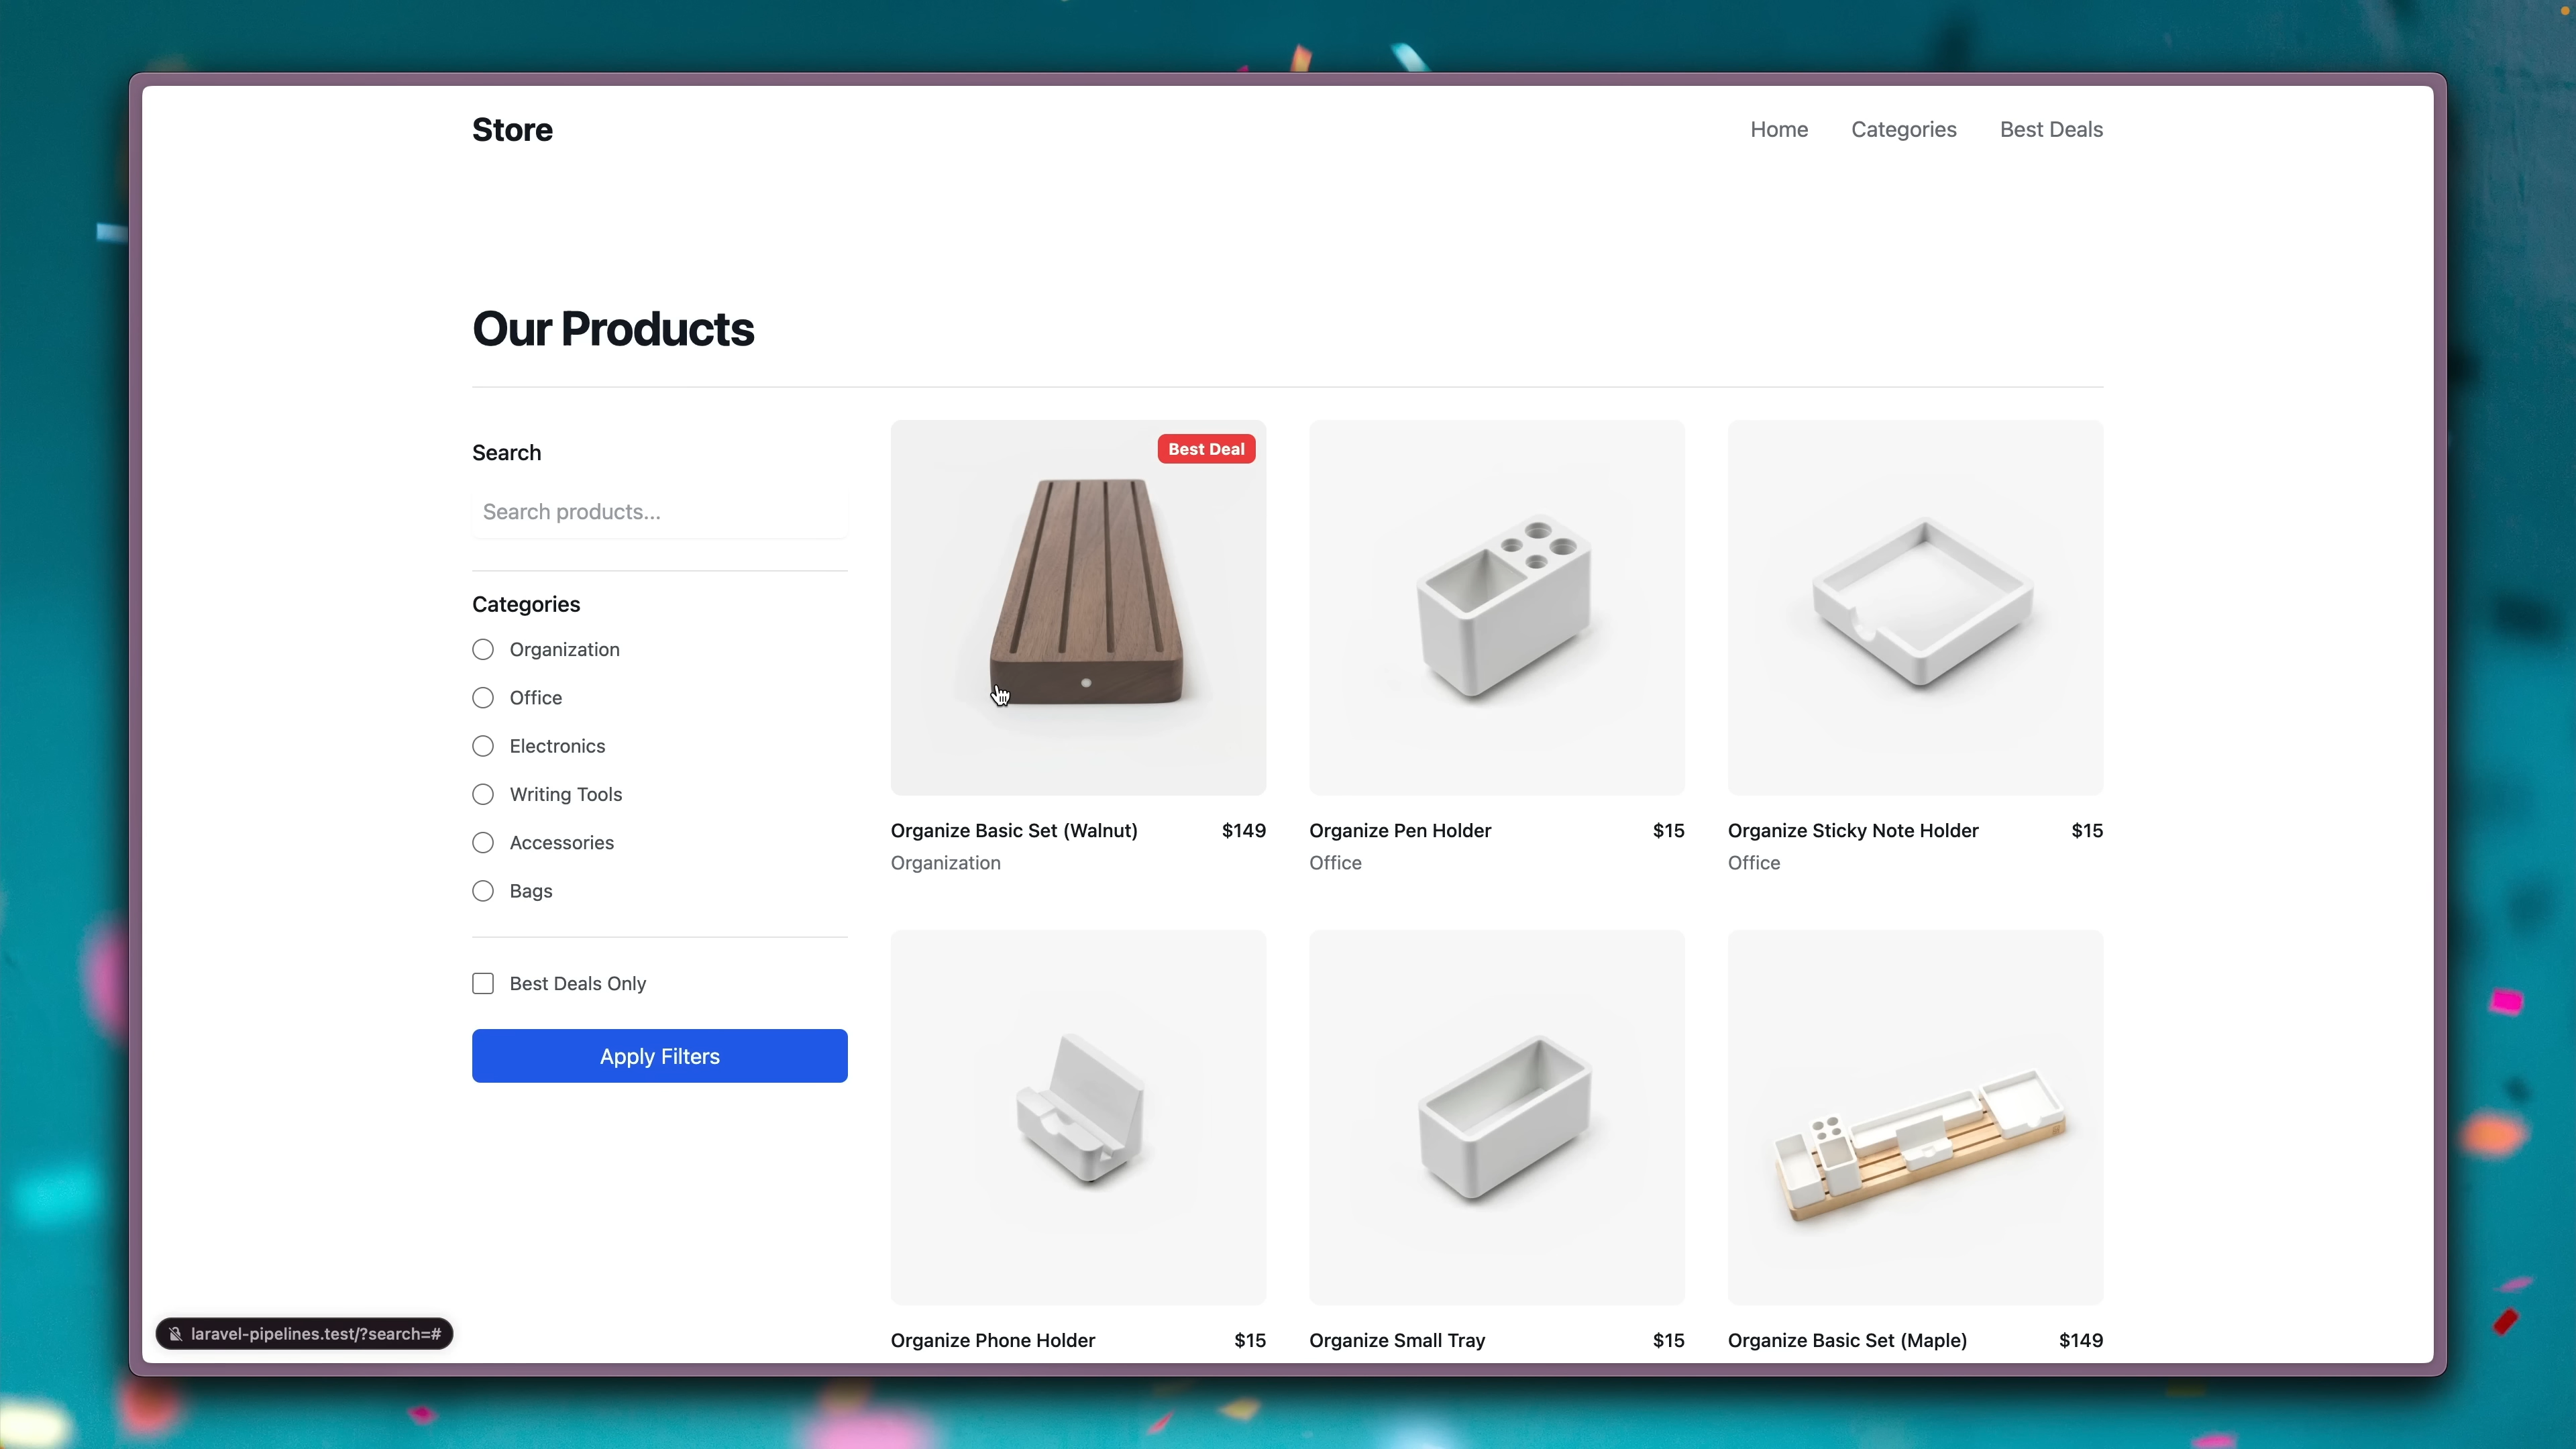 Store
Home Categories Best Deals
Our Products
Search
Search products...
Categories
Organization
Office
Electronics
Writing Tools
Accessories
Bags
Best Deals Only
Apply Filters
Best Deal
Organize Basic Set (Walnut) $149
Organization
Organize Pen Holder $15
Office
Organize Sticky Note Holder $15
Office
Organize Phone Holder $15
Organize Small Tray $15
Organize Basic Set (Maple) $149
laravel-pipelines.test/?search=#